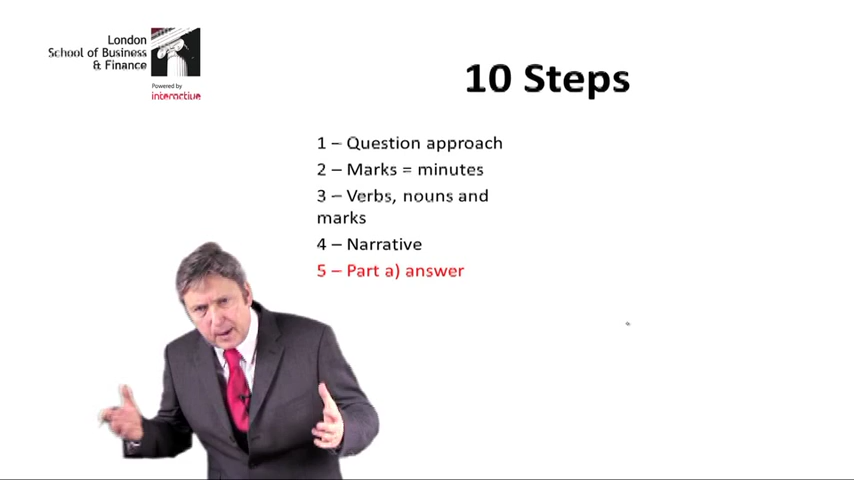 London
School of Business
& Finance
Powered by
interactive
10 Steps
1 – Question approach
2 – Marks = minutes
3 – Verbs, nouns and
marks
4 – Narrative
5 – Part a) answer